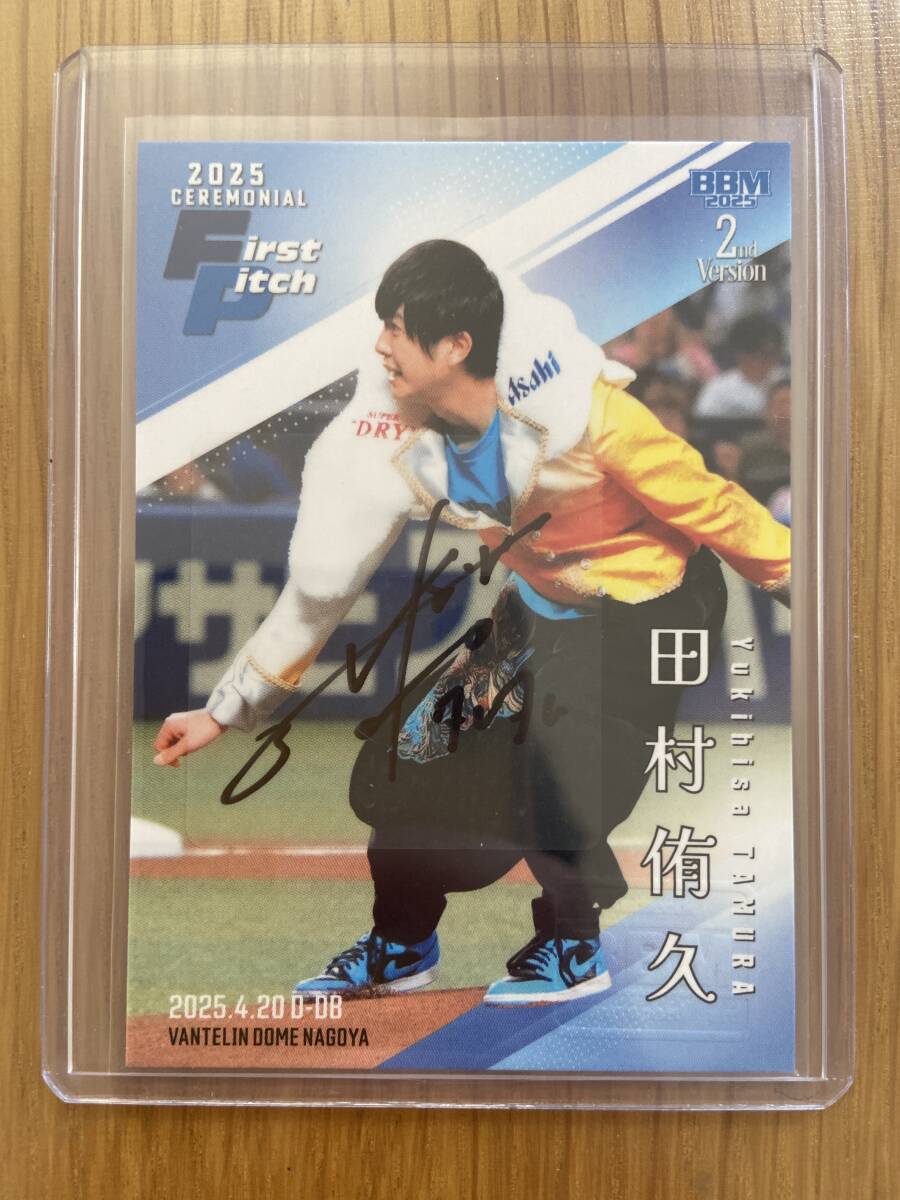 2025
CEREMONIAL
First
Pitch
BBM
2025
2nd
Version
Asahi
SUPER
"DRY"
サ
田村侑久
Yukihisa TAMURA
2025.4.20 D-DB
VANTELIN DOME NAGOYA